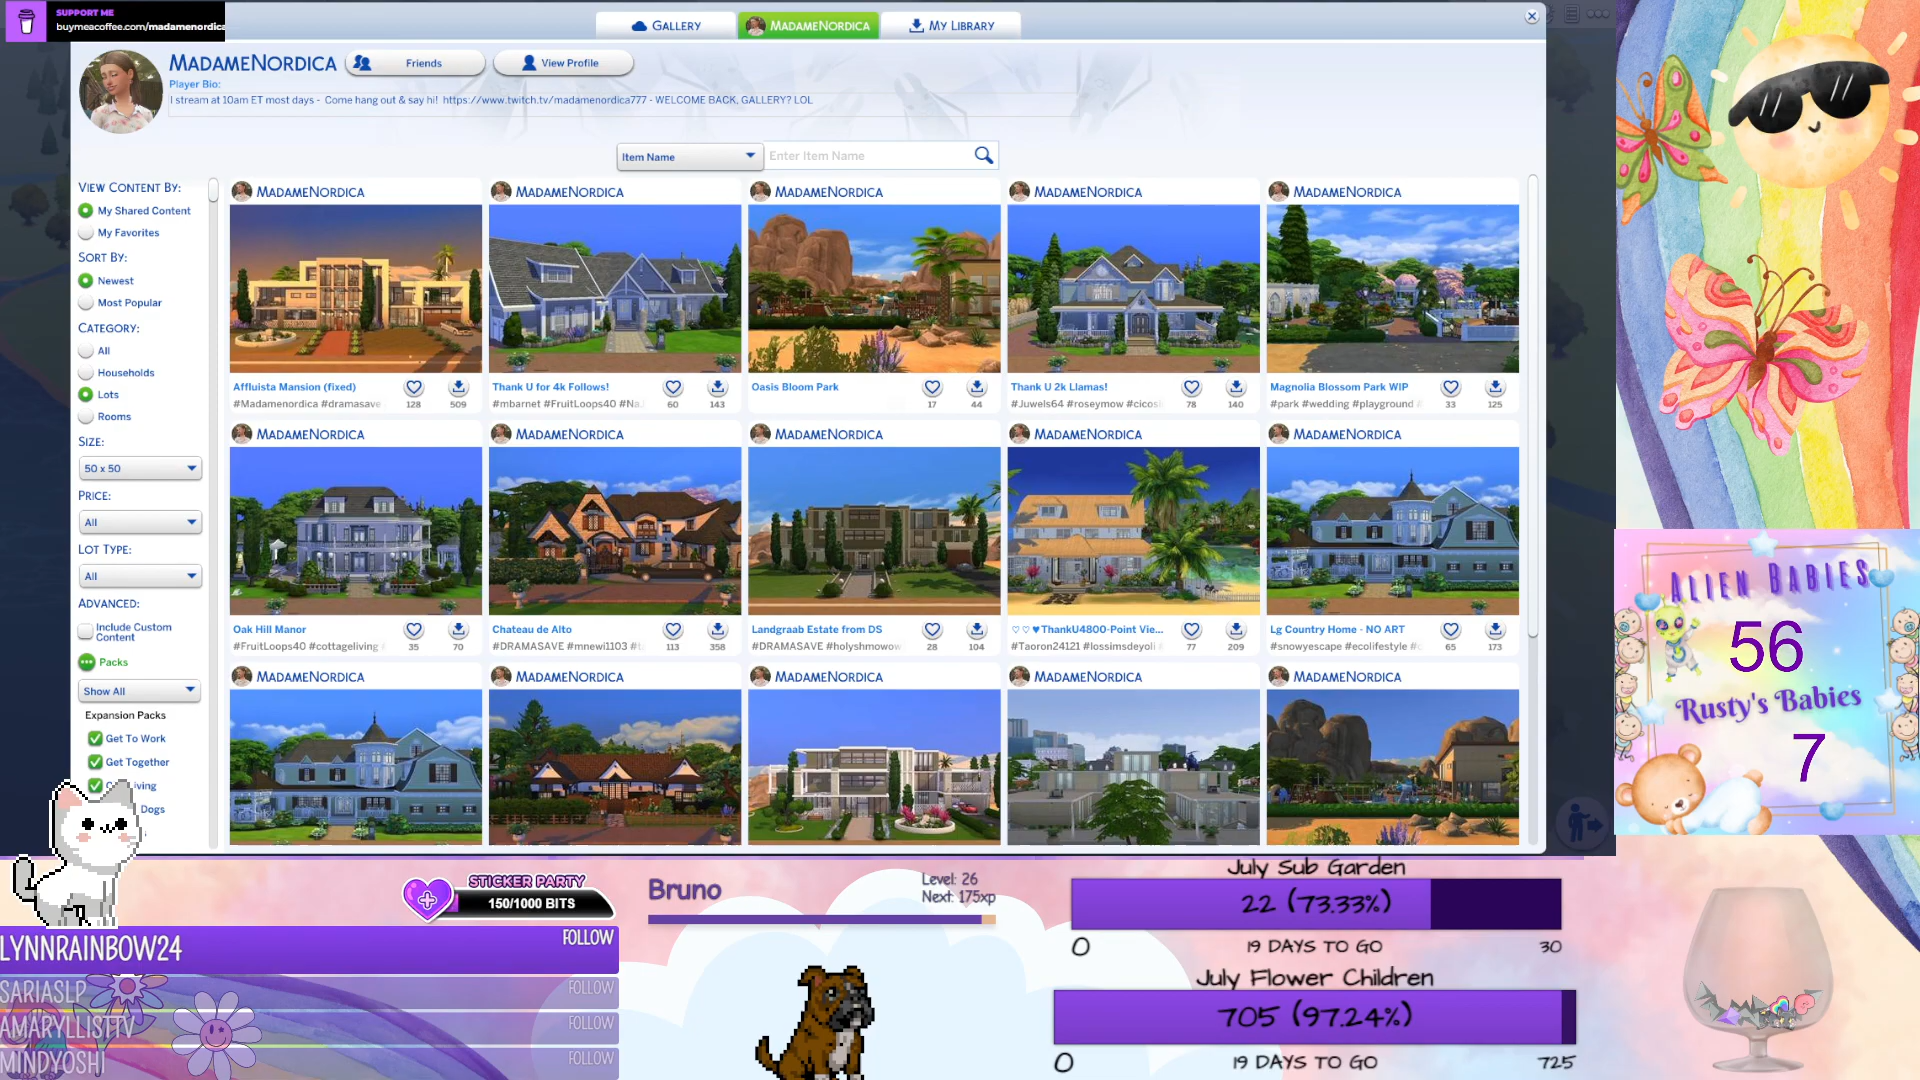 SUPPORT ME
buymeacoffee.com/madamenordica
GALLERY
MADAMENORDICA
MY LIBRARY
MADAMENORDICA
Friends
View Profile
Player Bio:
I stream at 10am ET most days - Come hang out & say hi! https://www.twitch.tv/madamenordica777 - WELCOME BACK, GALLERY? LOL
Item Name
Enter Item Name
VIEW CONTENT BY:
My Shared Content
My Favorites
SORT BY:
Newest
Most Popular
CATEGORY:
All
Households
Lots
Rooms
SIZE:
50 x 50
PRICE:
All
LOT TYPE:
All
ADVANCED:
Include Custom
Content
Packs
Show All
Expansion Packs
Get To Work
Get Together
iving
Dogs
MADAMENORDICA
MADAMENORDICA
MADAMENORDICA
MADAMENORDICA
MADAMENORDICA
Affluista Mansion (fixed)
#Madamenordica #dramasave
128
509
Thank U for 4k Follows!
#mbarnet #FruitLoops40 #Na
60
143
Oasis Bloom Park
17
44
Thank U 2k Llamas!
#Juwels64 #roseymow #cicosi
78
140
Magnolia Blossom Park WIP
#park #wedding #playground #
33
125
MADAMENORDICA
MADAMENORDICA
MADAMENORDICA
MADAMENORDICA
MADAMENORDICA
Oak Hill Manor
#FruitLoops40 #cottageliving
35
70
Chateau de Alto
#DRAMASAVE #mnewi1103 #t
113
358
Landgraab Estate from DS
#DRAMASAVE #holyshmowow
28
104
♡ ♡ ♥ThankU4800-Point Vie...
#Taoron24121 #lossimsdeyoli
77
209
Lg Country Home - NO ART
#snowyescape #ecolifestyle #c
65
173
MADAMENORDICA
MADAMENORDICA
MADAMENORDICA
MADAMENORDICA
MADAMENORDICA
ALIEN BABIES
56
Rusty's Babies
7
STICKER PARTY
150/1000 BITS
LYNNRAINBOW24
FOLLOW
SARIASLP
FOLLOW
AMARYLLISTTV
FOLLOW
MINDYOSHI
FOLLOW
Bruno
Level: 26
Next: 175xp
July Sub Garden
22 (73.33%)
0
19 DAYS TO GO
30
July Flower Children
705 (97.24%)
0
19 DAYS TO GO
725